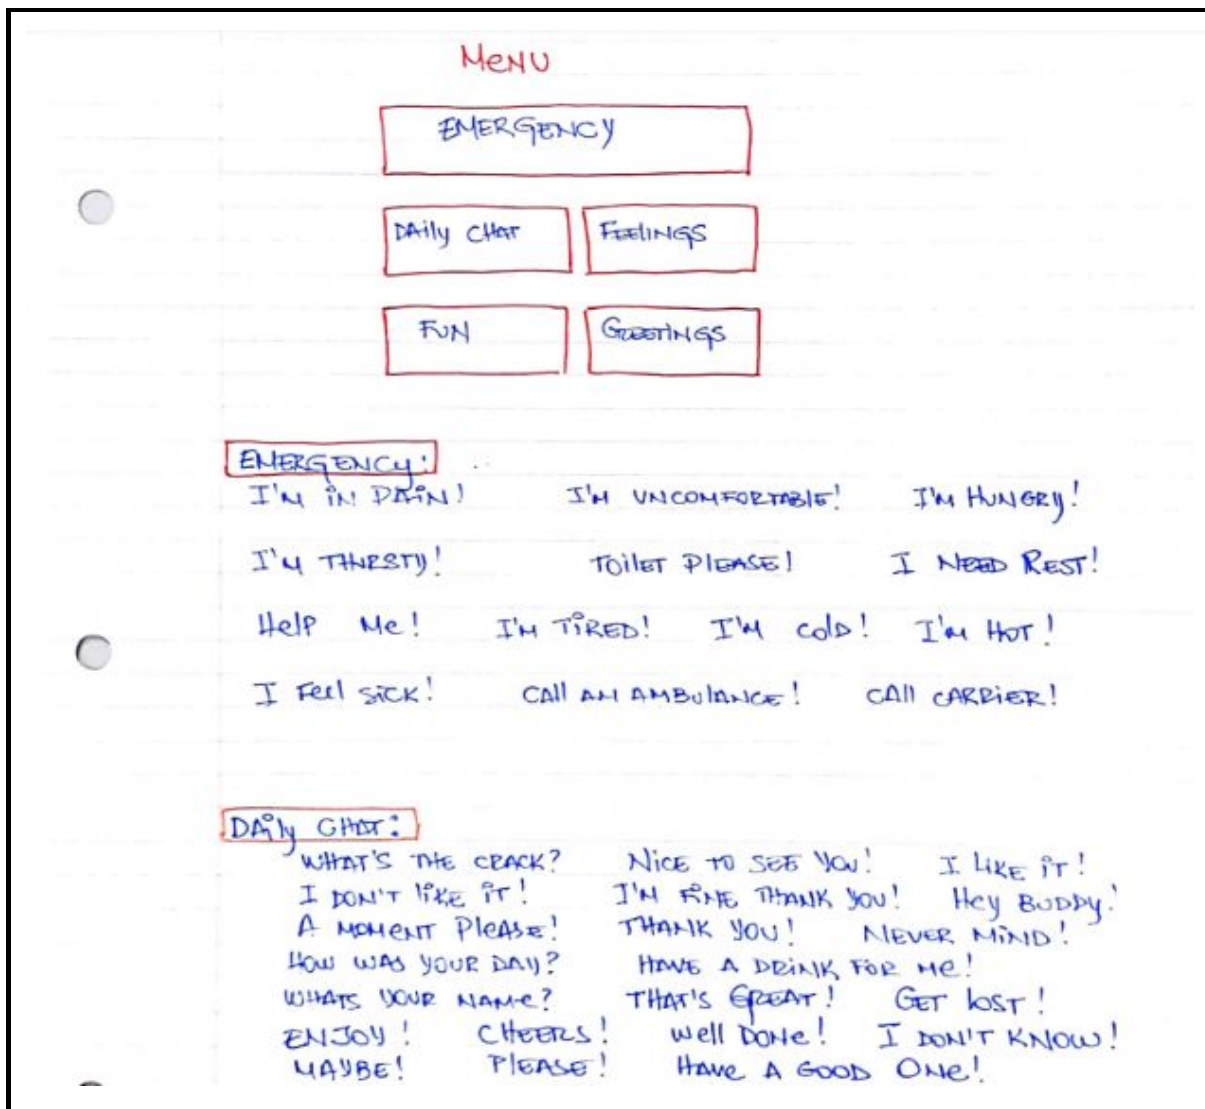 MENU
EMERGENCY
DAily CHAT FEElINGS
FUN GREETINGS
EMERGENCY:
I'M IN PAIN! I'M UNCOMFORTABlE! I'M HUNGRY!
I'M THIRSTY! TOilET PlEASE! I NEED REST!
HelP Me! I'M TIRED! I'M ColD! I'M HOT!
I FEEl SICK! CAll AN AMBUlANCE! CAll CARRIER!
DAily CHAT:
WHAT'S THE CRACK? NiCE TO SEE YOU! I LIKE iT!
I DON'T liKE iT! I'M FINE THANK YOU! Hey BUDDy!
A MOMENT PleASE! THANK YOU! NEVER MIND!
HOW WAS YOUR DAY? HAVE A DRINK FOR Me!
WHATS YOUR NAMe? THAT'S GREAT! GET lOST!
ENJOY! CHEERS! Well DONe! I DON'T KNOW!
MAYBE! PlEASE! HAVe A GOOD ONe!